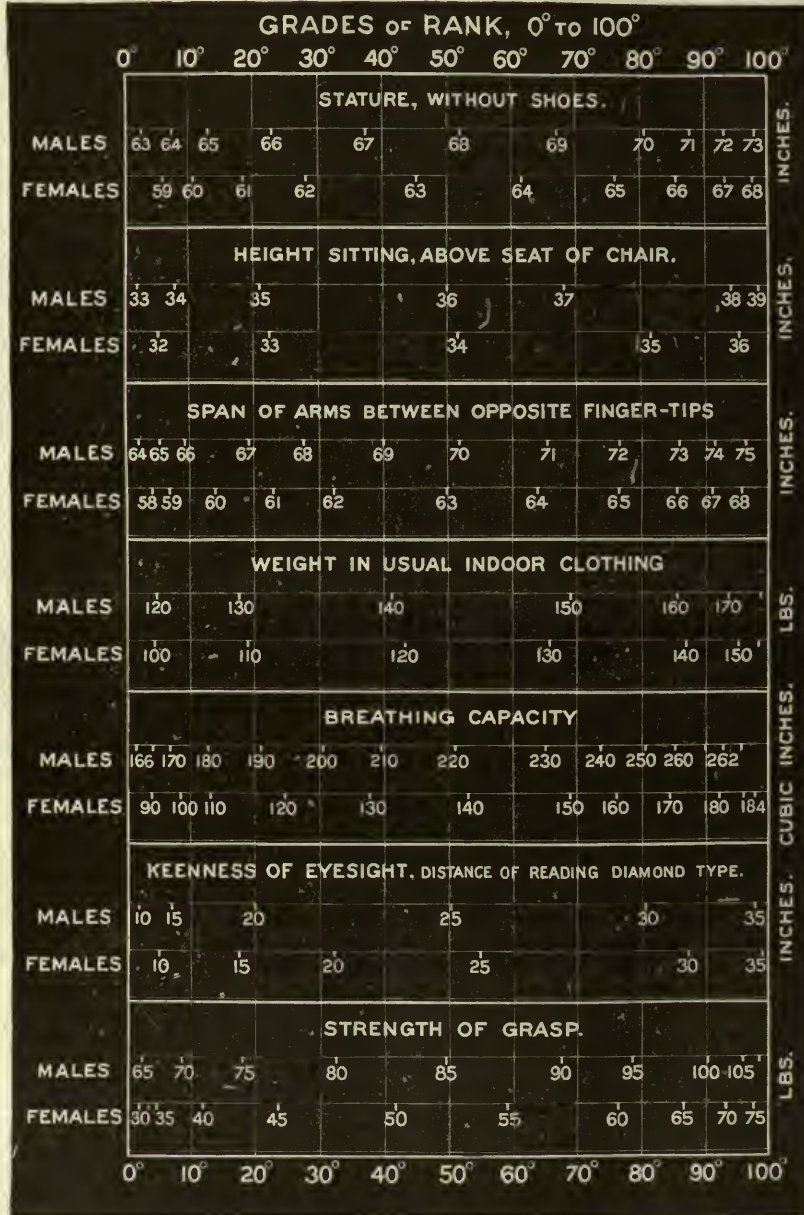 GRADES OF RANK, 0° TO 100°
0° 10° 20° 30° 40° 50° 60° 70° 80° 90° 100°
STATURE, WITHOUT SHOES.
MALES 63 64 65 66 67 68 69 70 71 72 73
FEMALES 59 60 61 62 63 64 65 66 67 68
INCHES.
HEIGHT SITTING, ABOVE SEAT OF CHAIR.
MALES 33 34 35 36 37 38 39
FEMALES 32 33 34 35 36
INCHES.
SPAN OF ARMS BETWEEN OPPOSITE FINGER-TIPS
MALES 64 65 66 67 68 69 70 71 72 73 74 75
FEMALES 58 59 60 61 62 63 64 65 66 67 68
INCHES.
WEIGHT IN USUAL INDOOR CLOTHING
MALES 120 130 140 150 160 170
FEMALES 100 110 120 130 140 150
LBS.
BREATHING CAPACITY
MALES 166 170 180 190 200 210 220 230 240 250 260 262
FEMALES 90 100 110 120 130 140 150 160 170 180 184
CUBIC INCHES.
KEENNESS OF EYESIGHT, DISTANCE OF READING DIAMOND TYPE.
MALES 10 15 20 25 30 35
FEMALES 10 15 20 25 30 35
INCHES.
STRENGTH OF GRASP.
MALES 65 70 75 80 85 90 95 100 105
FEMALES 30 35 40 45 50 55 60 65 70 75
LBS.
0° 10° 20° 30° 40° 50° 60° 70° 80° 90° 100°